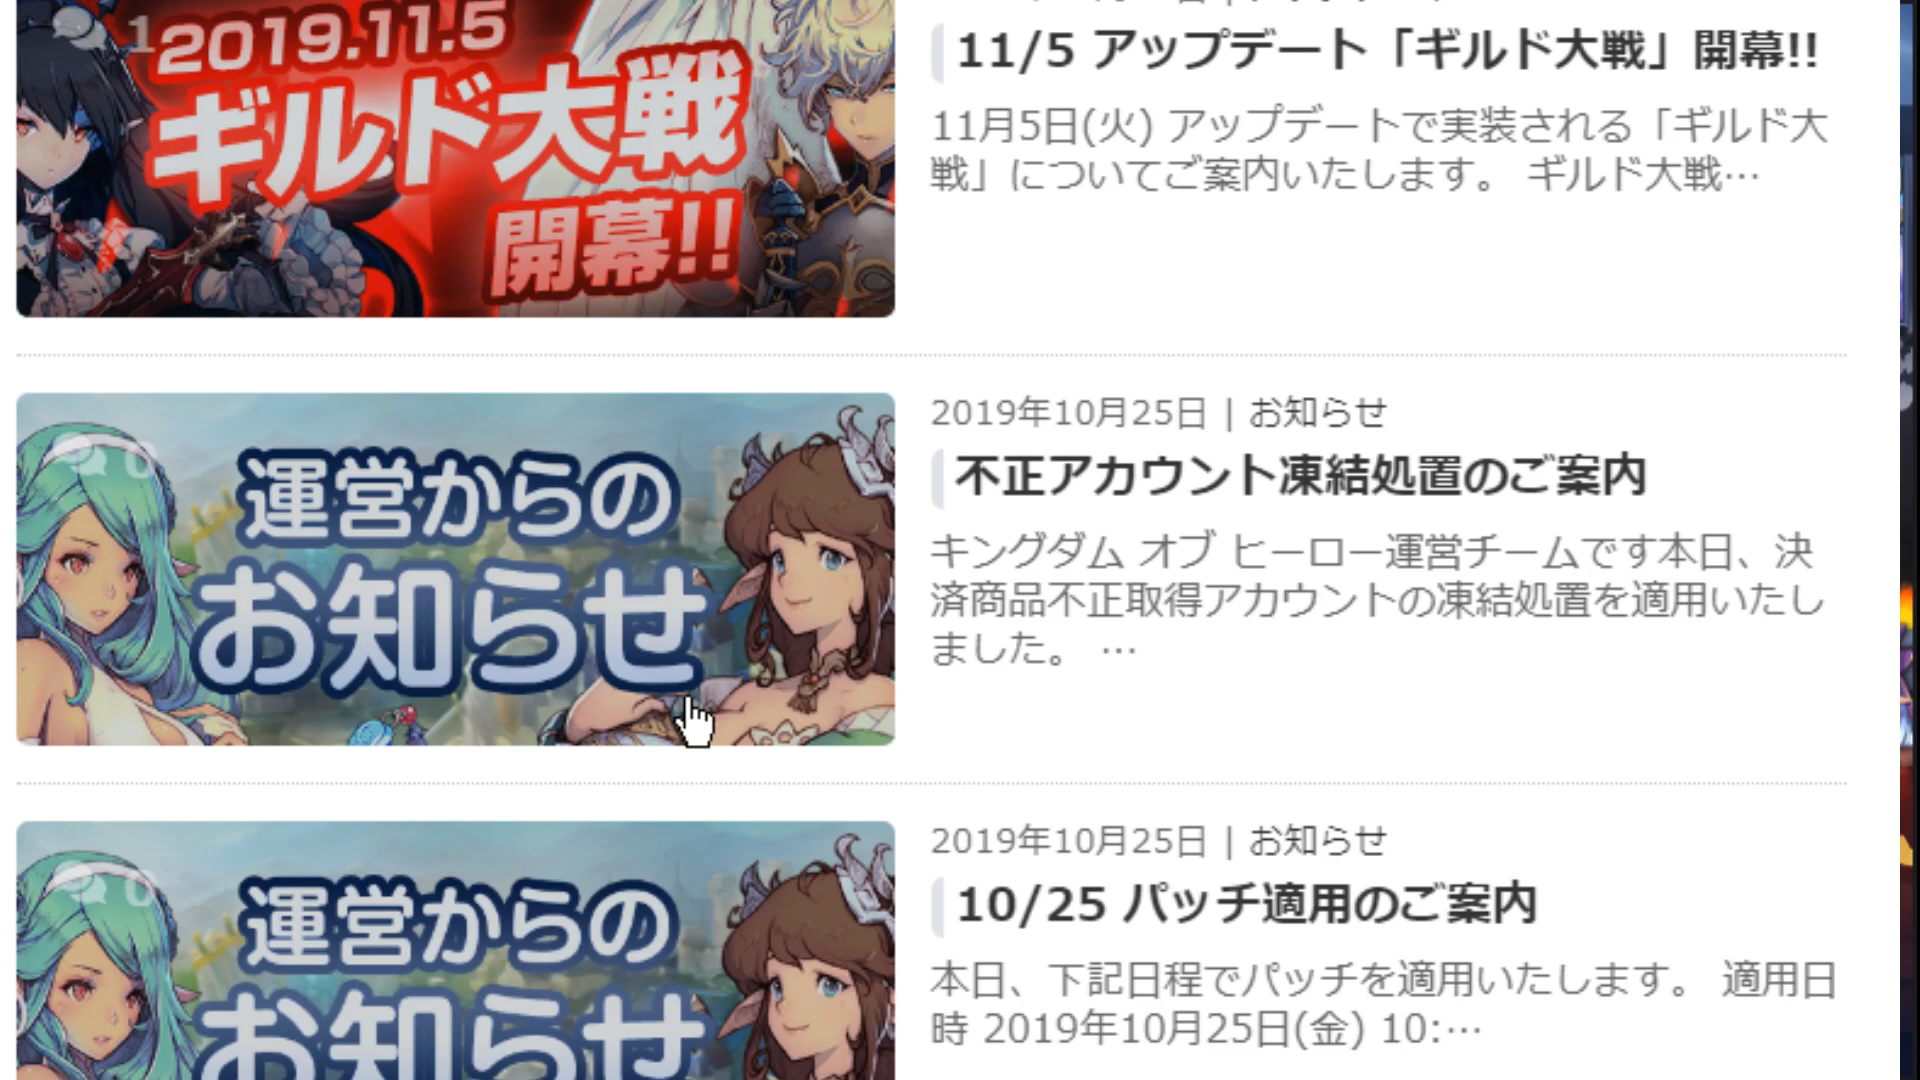 1
2019.11.5
ギルド大戦
開幕!!
11/5 アップデート「ギルド大戦」開幕!!
11月5日(火) アップデートで実装される「ギルド大
戦」についてご案内いたします。 ギルド大戦…
0
運営からの
お知らせ
2019年10月25日 | お知らせ
不正アカウント凍結処置のご案内
キングダム オブ ヒーロー運営チームです本日、決
済商品不正取得アカウントの凍結処置を適用いたし
ました。 …
0
運営からの
お知らせ
2019年10月25日 | お知らせ
10/25 パッチ適用のご案内
本日、下記日程でパッチを適用いたします。 適用日
時 2019年10月25日(金) 10:…